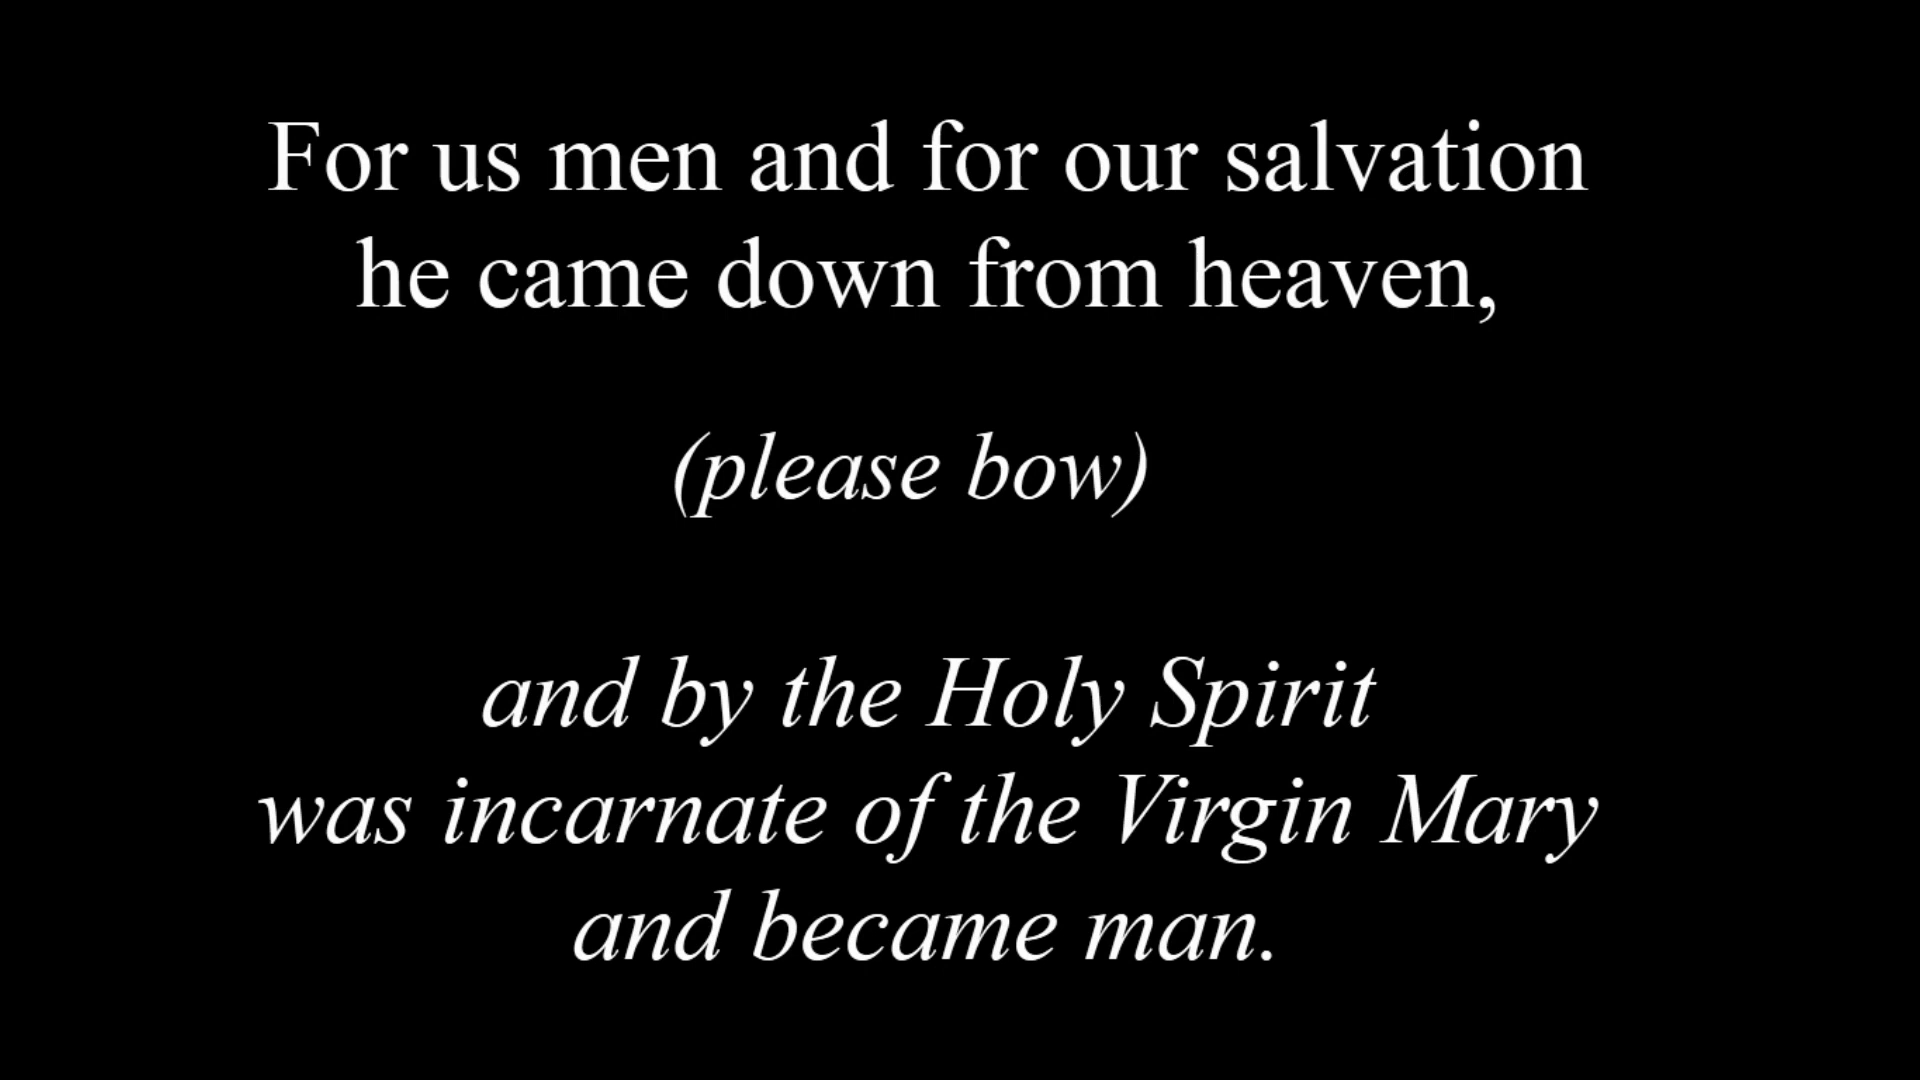 For us men and for our salvation
he came down from heaven,
(please bow)
and by the Holy Spirit
was incarnate of the Virgin Mary
and became man.